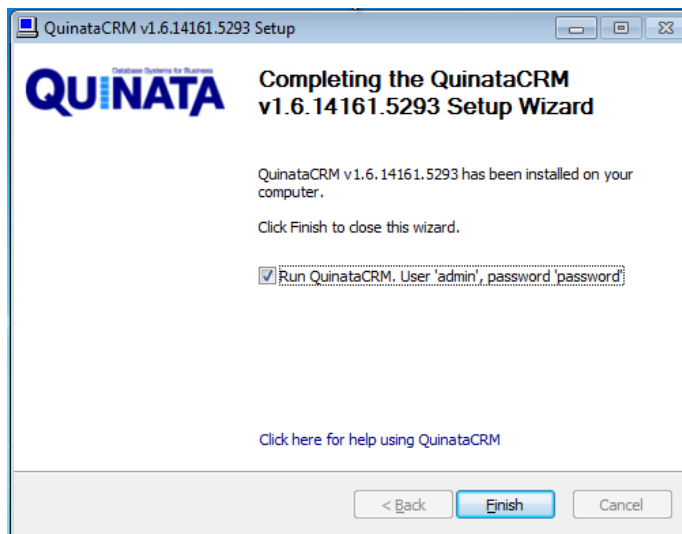 QuinataCRM v1.6.14161.5293 Setup
Database Systems for Business
QUINATA
Completing the QuinataCRM
v1.6.14161.5293 Setup Wizard
QuinataCRM v1.6.14161.5293 has been installed on your
computer.
Click Finish to close this wizard.
Run QuinataCRM. User 'admin', password 'password'
Click here for help using QuinataCRM
< Back
Finish
Cancel